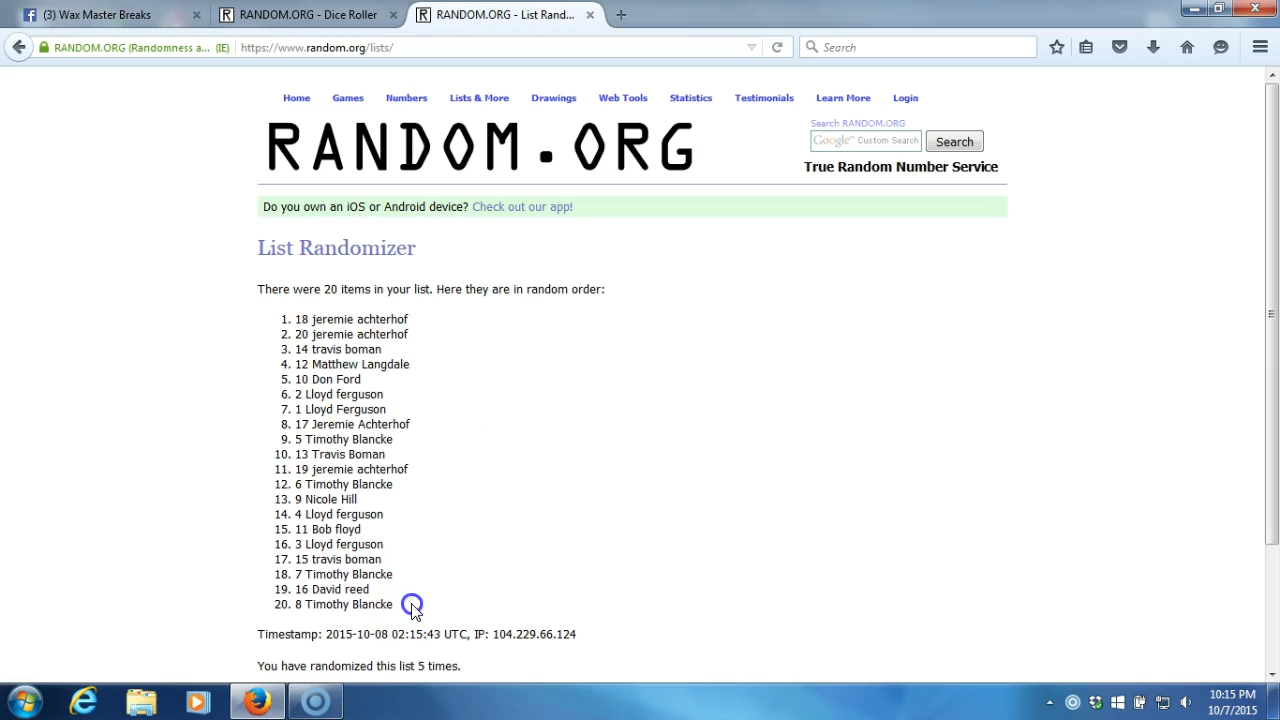 (3) Wax Master Breaks
RANDOM.ORG - Dice Roller
RANDOM.ORG - List Rand...
RANDOM.ORG (Randomness a... (IE)
https://www.random.org/lists/
Search
Home Games Numbers Lists & More Drawings Web Tools Statistics Testimonials Learn More Login
RANDOM.ORG
Search RANDOM.ORG
Google™ Custom Search
Search
True Random Number Service
Do you own an iOS or Android device? Check out our app!
List Randomizer
There were 20 items in your list. Here they are in random order:
1. 18 jeremie achterhof
2. 20 jeremie achterhof
3. 14 travis boman
4. 12 Matthew Langdale
5. 10 Don Ford
6. 2 Lloyd ferguson
7. 1 Lloyd Ferguson
8. 17 Jeremie Achterhof
9. 5 Timothy Blancke
10. 13 Travis Boman
11. 19 jeremie achterhof
12. 6 Timothy Blancke
13. 9 Nicole Hill
14. 4 Lloyd ferguson
15. 11 Bob floyd
16. 3 Lloyd ferguson
17. 15 travis boman
18. 7 Timothy Blancke
19. 16 David reed
20. 8 Timothy Blancke
Timestamp: 2015-10-08 02:15:43 UTC, IP: 104.229.66.124
You have randomized this list 5 times.
10:15 PM
10/7/2015